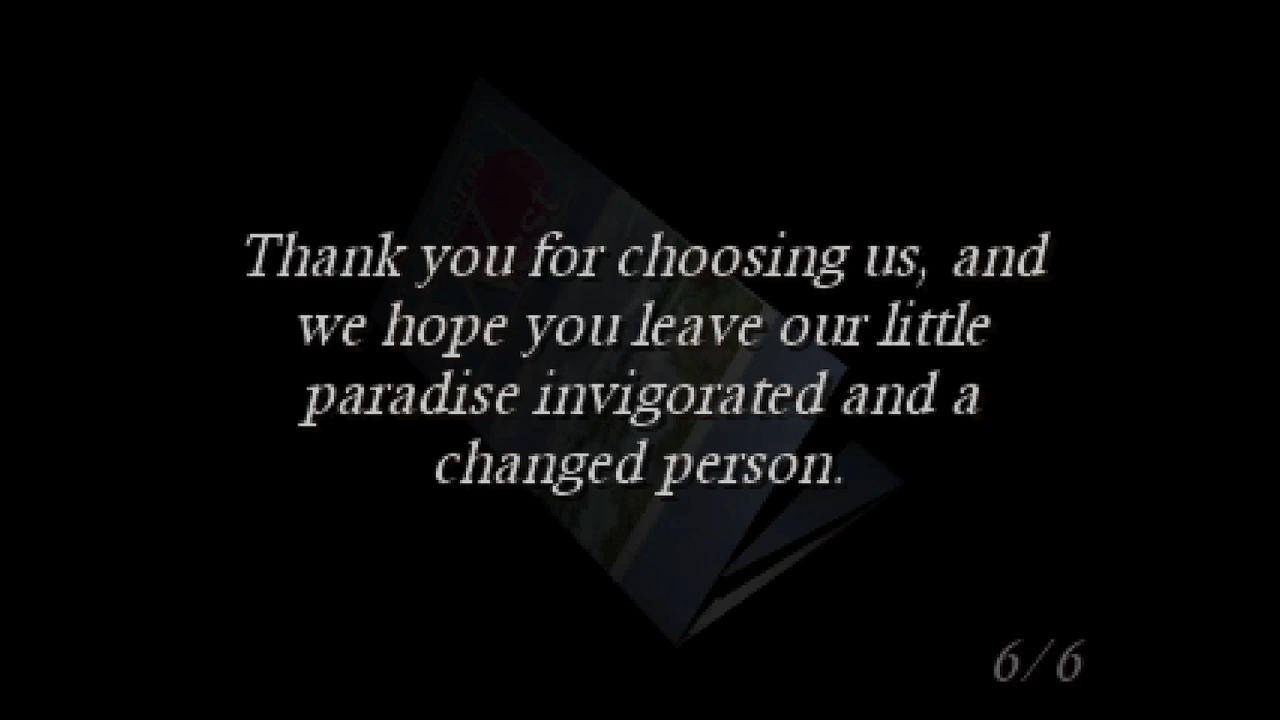 Thank you for choosing us, and
we hope you leave our little
paradise invigorated and a
changed person.
6/6